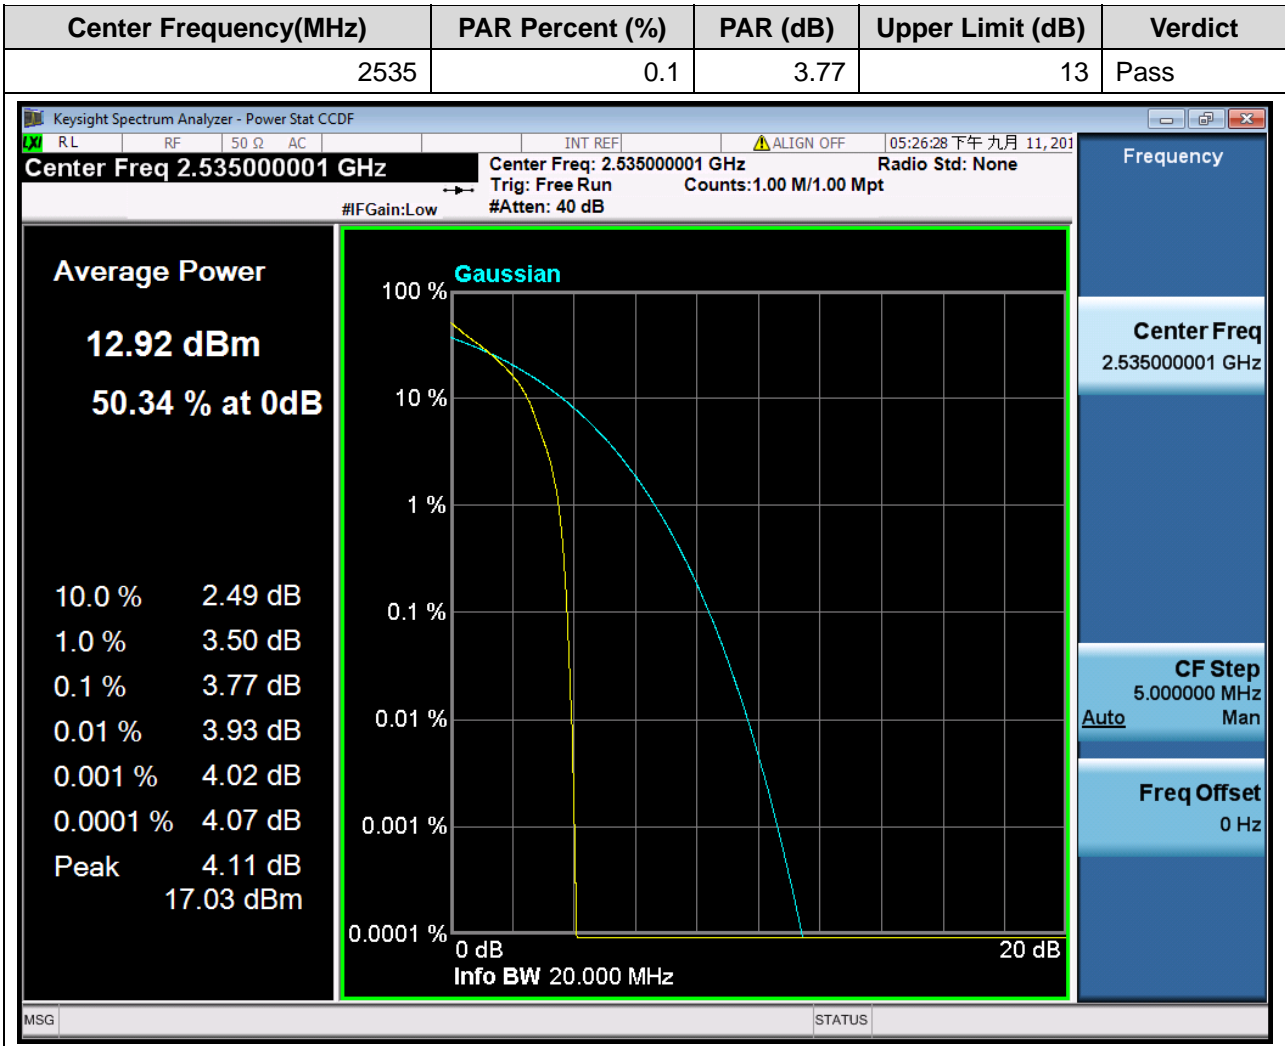 Center Frequency(MHz) PAR Percent (%) PAR (dB) Upper Limit (dB) Verdict
2535 0.1 3.77 13 Pass
Keysight Spectrum Analyzer - Power Stat CCDF
LXI RL RF 50 Ω AC INT REF ALIGN OFF 05:26:28 下午 九月 11, 201
Center Freq 2.535000001 GHz
Center Freq: 2.535000001 GHz Radio Std: None
Trig: Free Run Counts:1.00 M/1.00 Mpt
#IFGain:Low #Atten: 40 dB
Average Power
12.92 dBm
50.34 % at 0dB
10.0 % 2.49 dB
1.0 % 3.50 dB
0.1 % 3.77 dB
0.01 % 3.93 dB
0.001 % 4.02 dB
0.0001 % 4.07 dB
Peak 4.11 dB
17.03 dBm
Gaussian
100 %
10 %
1 %
0.1 %
0.01 %
0.001 %
0.0001 %
0 dB 20 dB
Info BW 20.000 MHz
Frequency
Center Freq
2.535000001 GHz
CF Step
5.000000 MHz
Auto Man
Freq Offset
0 Hz
MSG STATUS